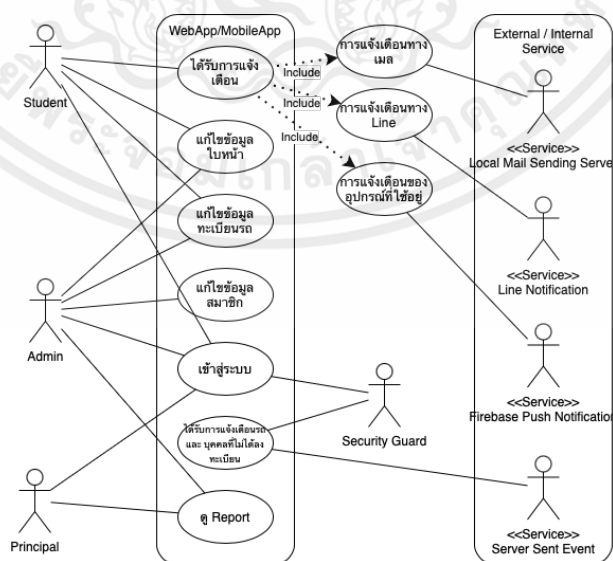 WebApp/MobileApp
External / Internal
Service
ได้รับการแจ้ง
เตือน
แก้ไขข้อมูล
ใบหน้า
แก้ไขข้อมูล
ทะเบียนรถ
แก้ไขข้อมูล
สมาชิก
เข้าสู่ระบบ
ได้รับการแจ้งเตือนรถ
และ บุคคลที่ไม่ได้ลง
ทะเบียน
ดู Report
Include
Include
Include
การแจ้งเตือนทาง
เมล
การแจ้งเตือนทาง
Line
การแจ้งเตือนของ
อุปกรณ์ที่ใช้อยู่
Student
Admin
Principal
Security Guard
<<Service>>
Local Mail Sending Serve
<<Service>>
Line Notification
<<Service>>
Firebase Push Notification
<<Service>>
Server Sent Event